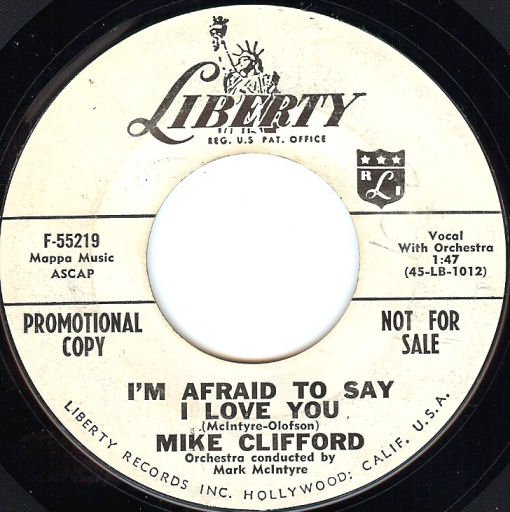 LIBERTY
REG. U.S. PAT. OFFICE
R L I
F-55219
Mappa Music
ASCAP
Vocal
With Orchestra
1:47
(45-LB-1012)
PROMOTIONAL
COPY
NOT FOR
SALE
I'M AFRAID TO SAY
I LOVE YOU
(McIntyre-Olofson)
MIKE CLIFFORD
Orchestra conducted by
Mark McIntyre
LIBERTY RECORDS INC. HOLLYWOOD: CALIF. U.S.A.